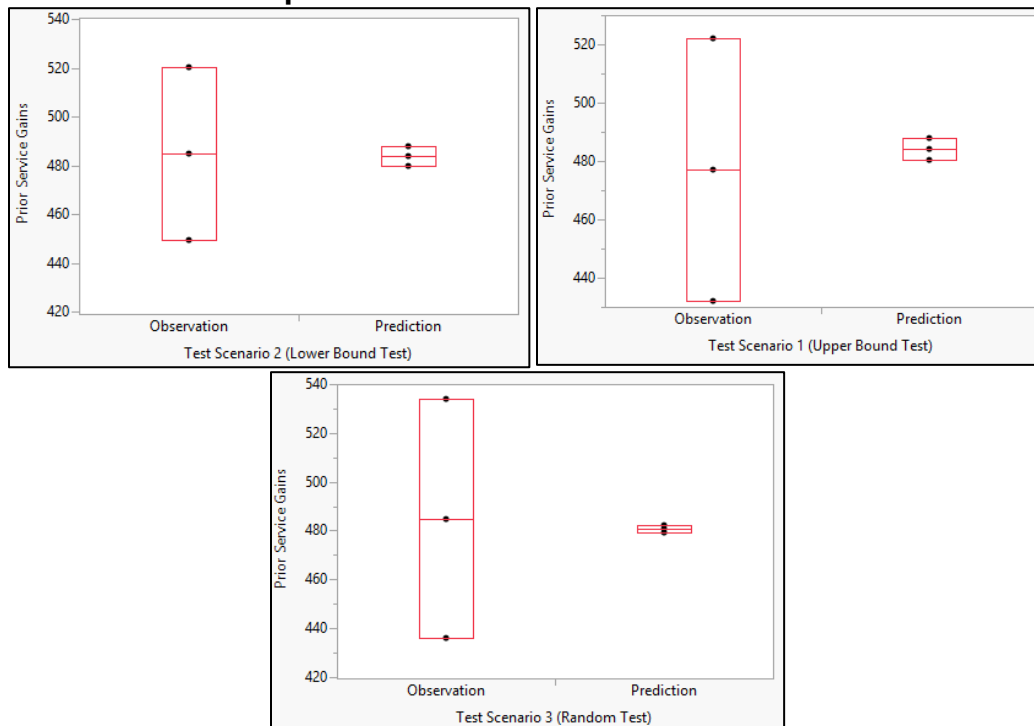 540
520
500
480
460
440
420
Prior Service Gains
Observation Prediction
Test Scenario 2 (Lower Bound Test)
520
500
480
460
440
Prior Service Gains
Observation Prediction
Test Scenario 1 (Upper Bound Test)
540
520
500
480
460
440
420
Prior Service Gains
Observation Prediction
Test Scenario 3 (Random Test)